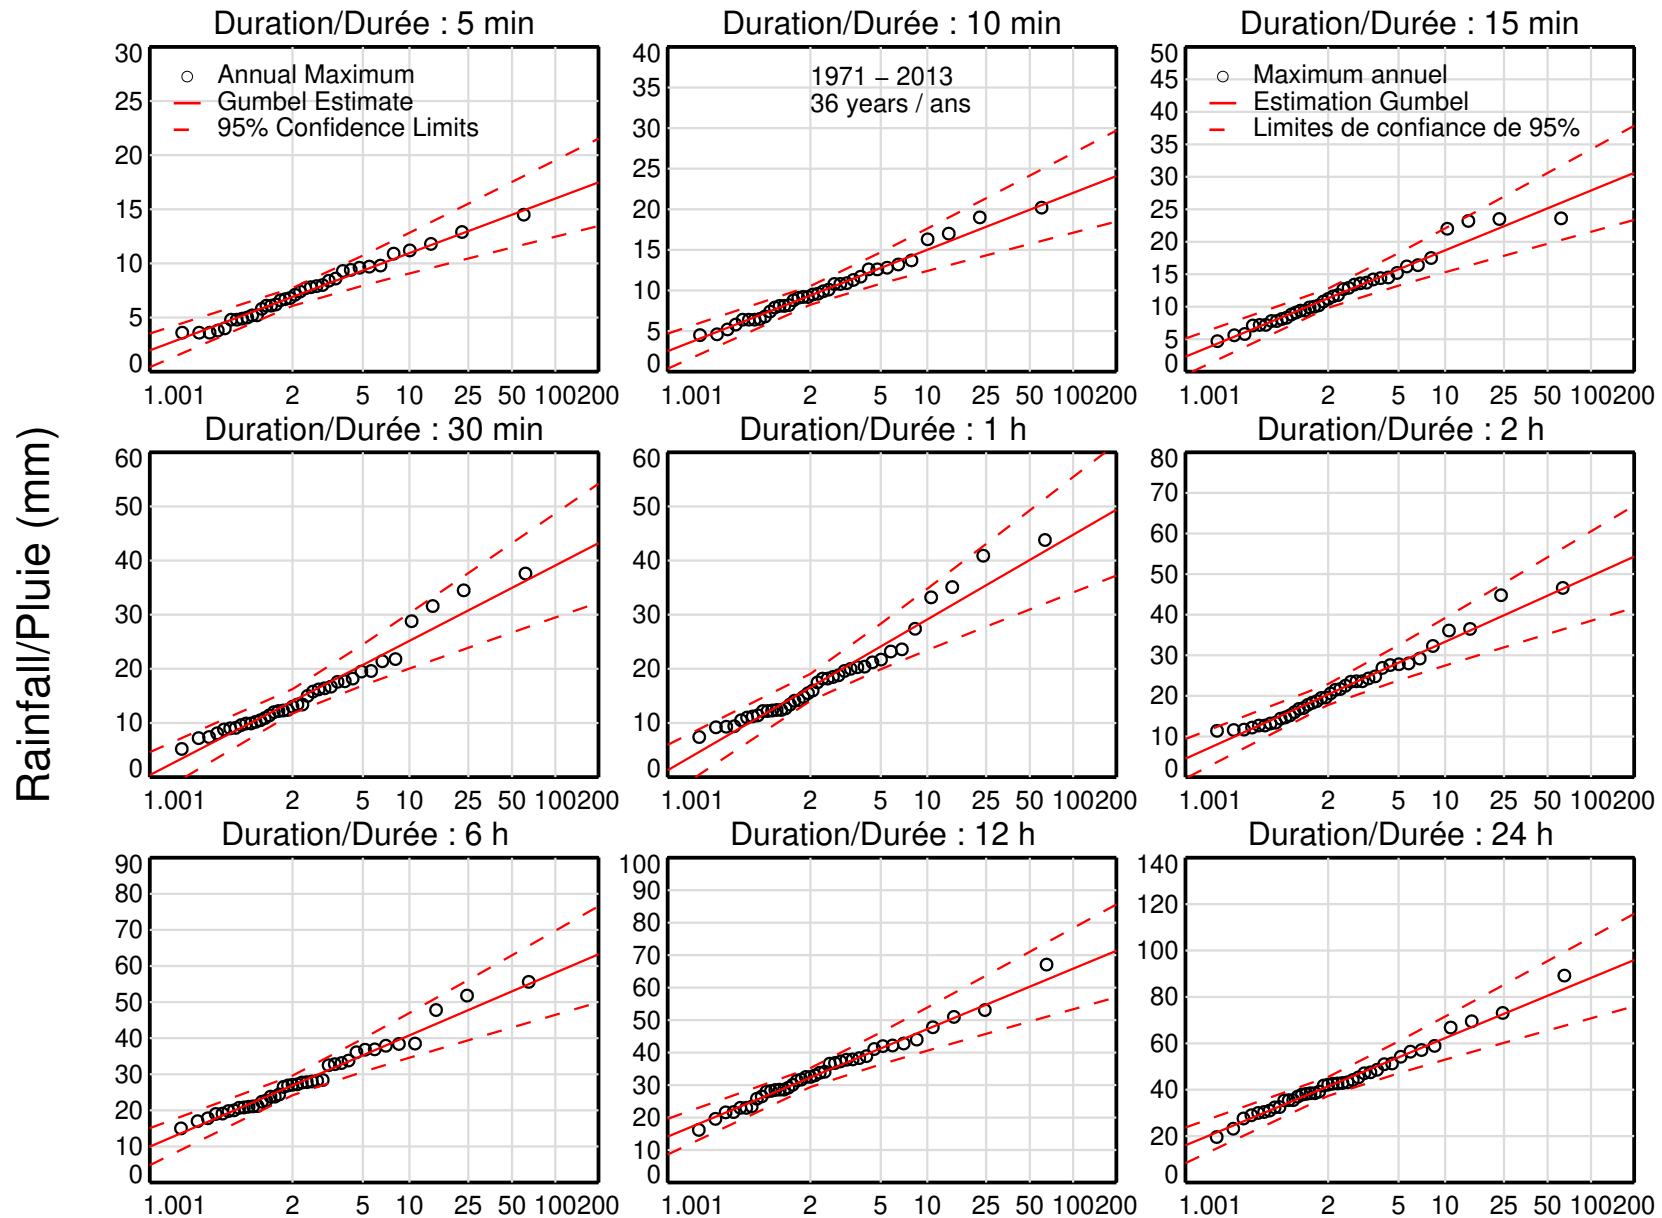 Rainfall/Pluie (mm)
Duration/Durée : 5 min
30
25
20
15
10
5
0
Annual Maximum
Gumbel Estimate
95% Confidence Limits
1.001 2 5 10 25 50 100200
Duration/Durée : 10 min
40
35
30
25
20
15
10
5
0
1971 – 2013
36 years / ans
1.001 2 5 10 25 50 100200
Duration/Durée : 15 min
50
45
40
35
30
25
20
15
10
5
0
Maximum annuel
Estimation Gumbel
Limites de confiance de 95%
1.001 2 5 10 25 50 100200
Duration/Durée : 30 min
60
50
40
30
20
10
0
1.001 2 5 10 25 50 100200
Duration/Durée : 1 h
60
50
40
30
20
10
0
1.001 2 5 10 25 50 100200
Duration/Durée : 2 h
80
70
60
50
40
30
20
10
0
1.001 2 5 10 25 50 100200
Duration/Durée : 6 h
90
80
70
60
50
40
30
20
10
0
1.001 2 5 10 25 50 100200
Duration/Durée : 12 h
100
90
80
70
60
50
40
30
20
10
0
1.001 2 5 10 25 50 100200
Duration/Durée : 24 h
140
120
100
80
60
40
20
0
1.001 2 5 10 25 50 100200